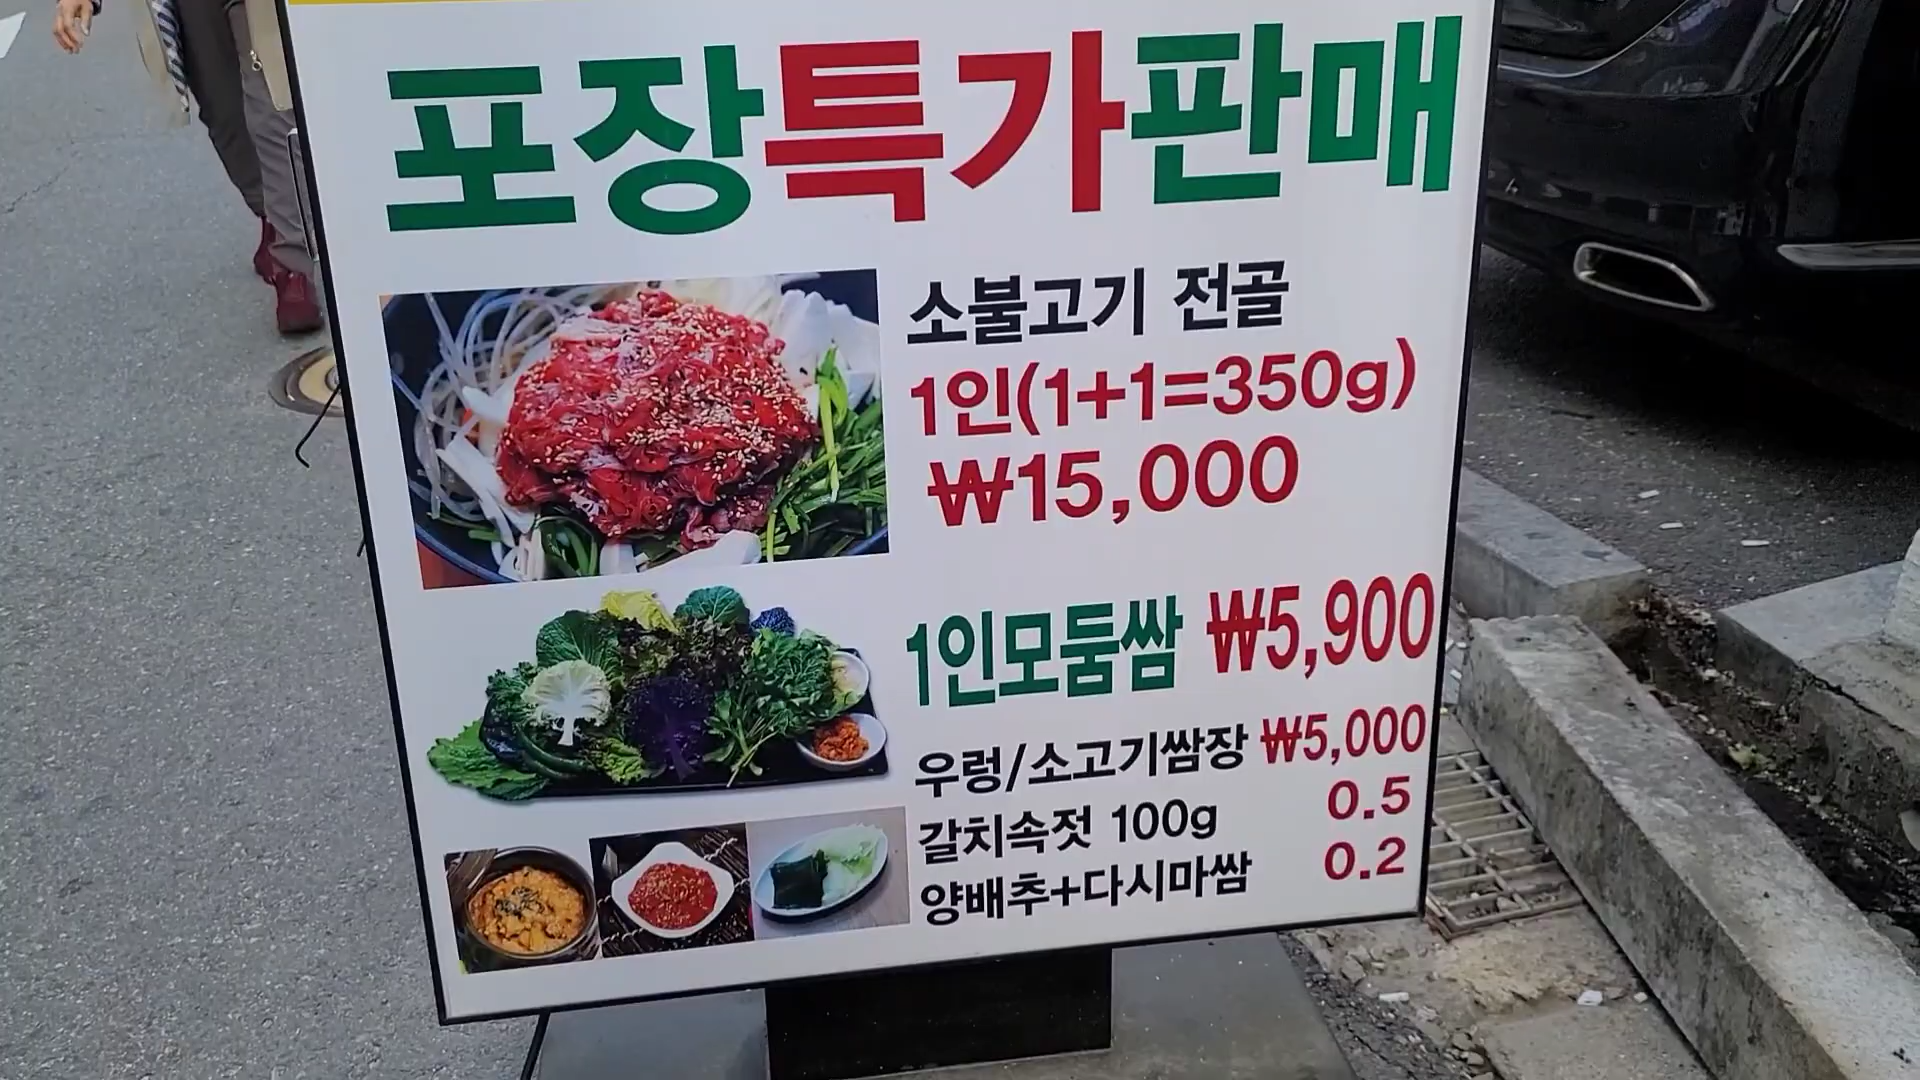 포장특가판매
소불고기 전골
1인(1+1=350g)
₩15,000
1인모둠쌈 ₩5,900
우렁/소고기쌈장 ₩5,000
갈치속젓 100g 0.5
양배추+다시마쌈 0.2